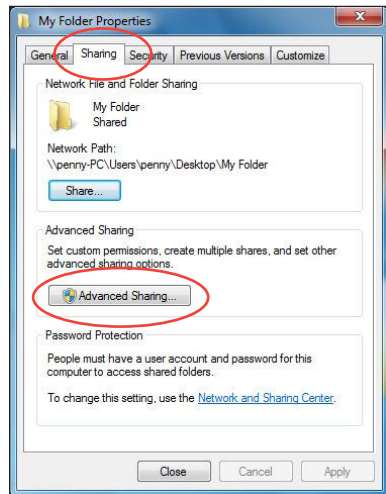 My Folder Properties
General Sharing Security Previous Versions Customize
Network File and Folder Sharing
My Folder
Shared
Network Path:
\\penny-PC\Users\penny\Desktop\My Folder
Share...
Advanced Sharing
Set custom permissions, create multiple shares, and set other
advanced sharing options.
Advanced Sharing...
Password Protection
People must have a user account and password for this
computer to access shared folders.
To change this setting, use the Network and Sharing Center.
Close Cancel Apply